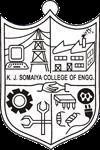 K. J. SOMAIYA COLLEGE OF ENGG.